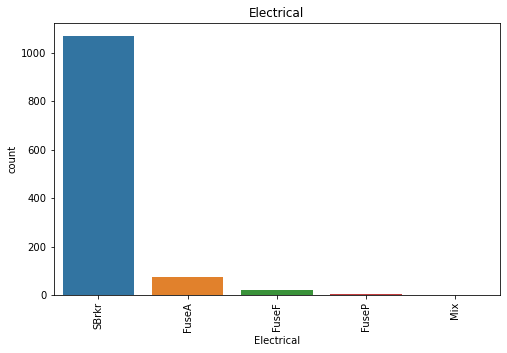 Electrical
count
1000
800
600
400
200
0
SBrkr
FuseA
FuseF
FuseP
Mix
Electrical